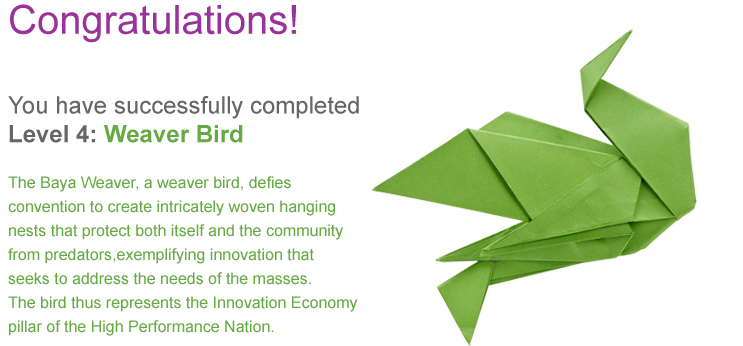 Congratulations!
You have successfully completed
Level 4: Weaver Bird
The Baya Weaver, a weaver bird, defies
convention to create intricately woven hanging
nests that protect both itself and the community
from predators,exemplifying innovation that
seeks to address the needs of the masses.
The bird thus represents the Innovation Economy
pillar of the High Performance Nation.